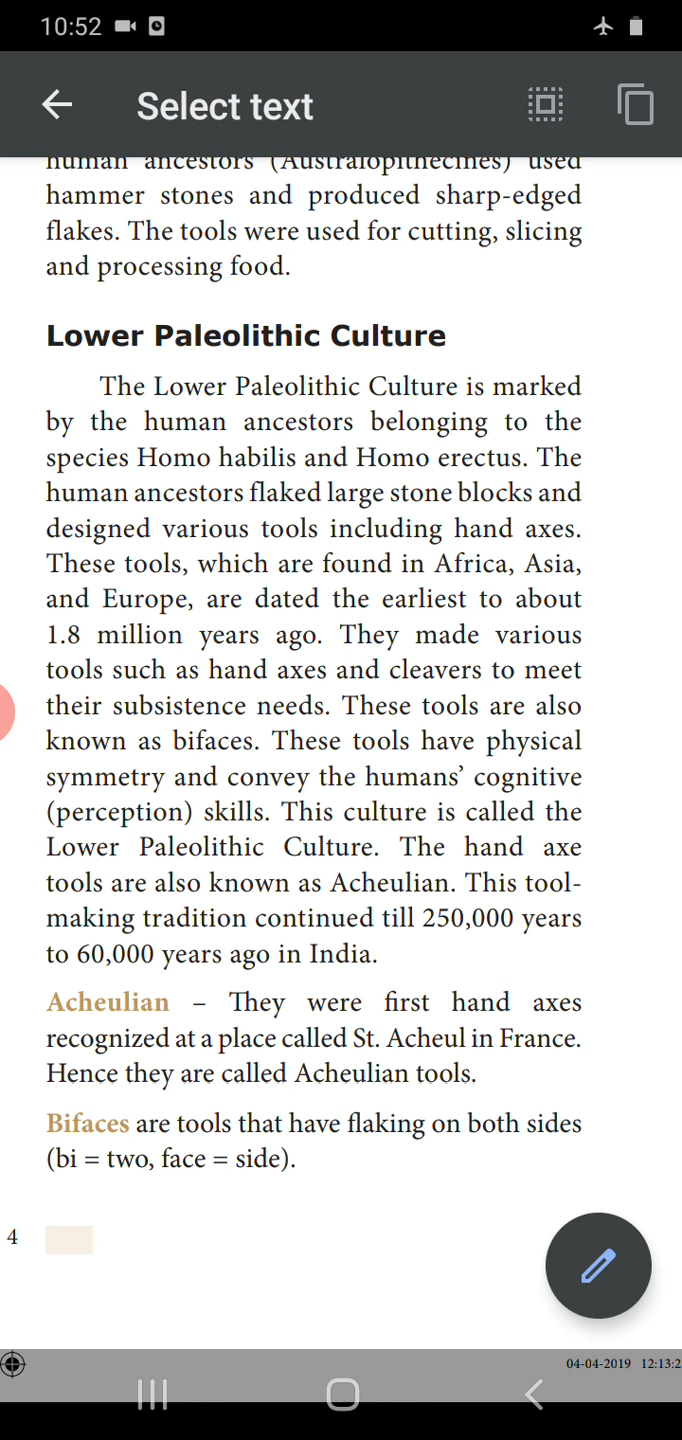 10:52
Select text
human ancestors (Australopithecines) used
hammer stones and produced sharp-edged
flakes. The tools were used for cutting, slicing
and processing food.
Lower Paleolithic Culture
The Lower Paleolithic Culture is marked
by the human ancestors belonging to the
species Homo habilis and Homo erectus. The
human ancestors flaked large stone blocks and
designed various tools including hand axes.
These tools, which are found in Africa, Asia,
and Europe, are dated the earliest to about
1.8 million years ago. They made various
tools such as hand axes and cleavers to meet
their subsistence needs. These tools are also
known as bifaces. These tools have physical
symmetry and convey the humans’ cognitive
(perception) skills. This culture is called the
Lower Paleolithic Culture. The hand axe
tools are also known as Acheulian. This tool-
making tradition continued till 250,000 years
to 60,000 years ago in India.
Acheulian – They were first hand axes
recognized at a place called St. Acheul in France.
Hence they are called Acheulian tools.
Bifaces are tools that have flaking on both sides
(bi = two, face = side).
4
04-04-2019 12:13:2